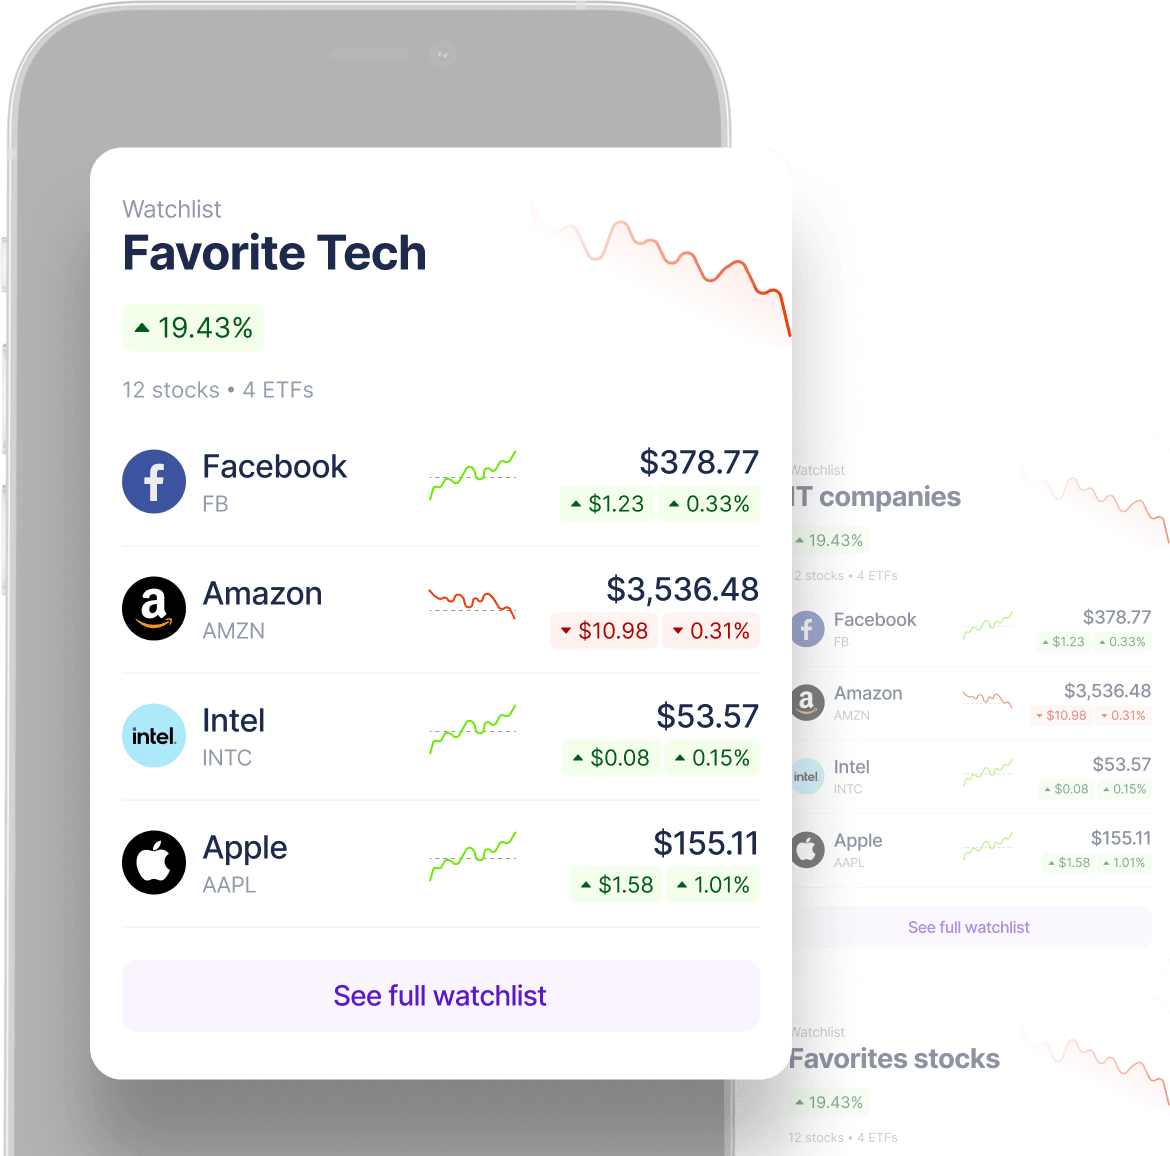 Watchlist
Favorite Tech
19.43%
12 stocks • 4 ETFs
f
Facebook
FB
$378.77
$1.23
0.33%
a
Amazon
AMZN
$3,536.48
$10.98
0.31%
intel.
Intel
INTC
$53.57
$0.08
0.15%
Apple
AAPL
$155.11
$1.58
1.01%
See full watchlist
Watchlist
IT companies
19.43%
12 stocks • 4 ETFs
f
Facebook
FB
$378.77
$1.23
0.33%
a
Amazon
AMZN
$3,536.48
$10.98
0.31%
intel
Intel
INTC
$53.57
$0.08
0.15%
Apple
AAPL
$155.11
$1.58
1.01%
See full watchlist
Watchlist
Favorites stocks
19.43%
12 stocks • 4 ETFs